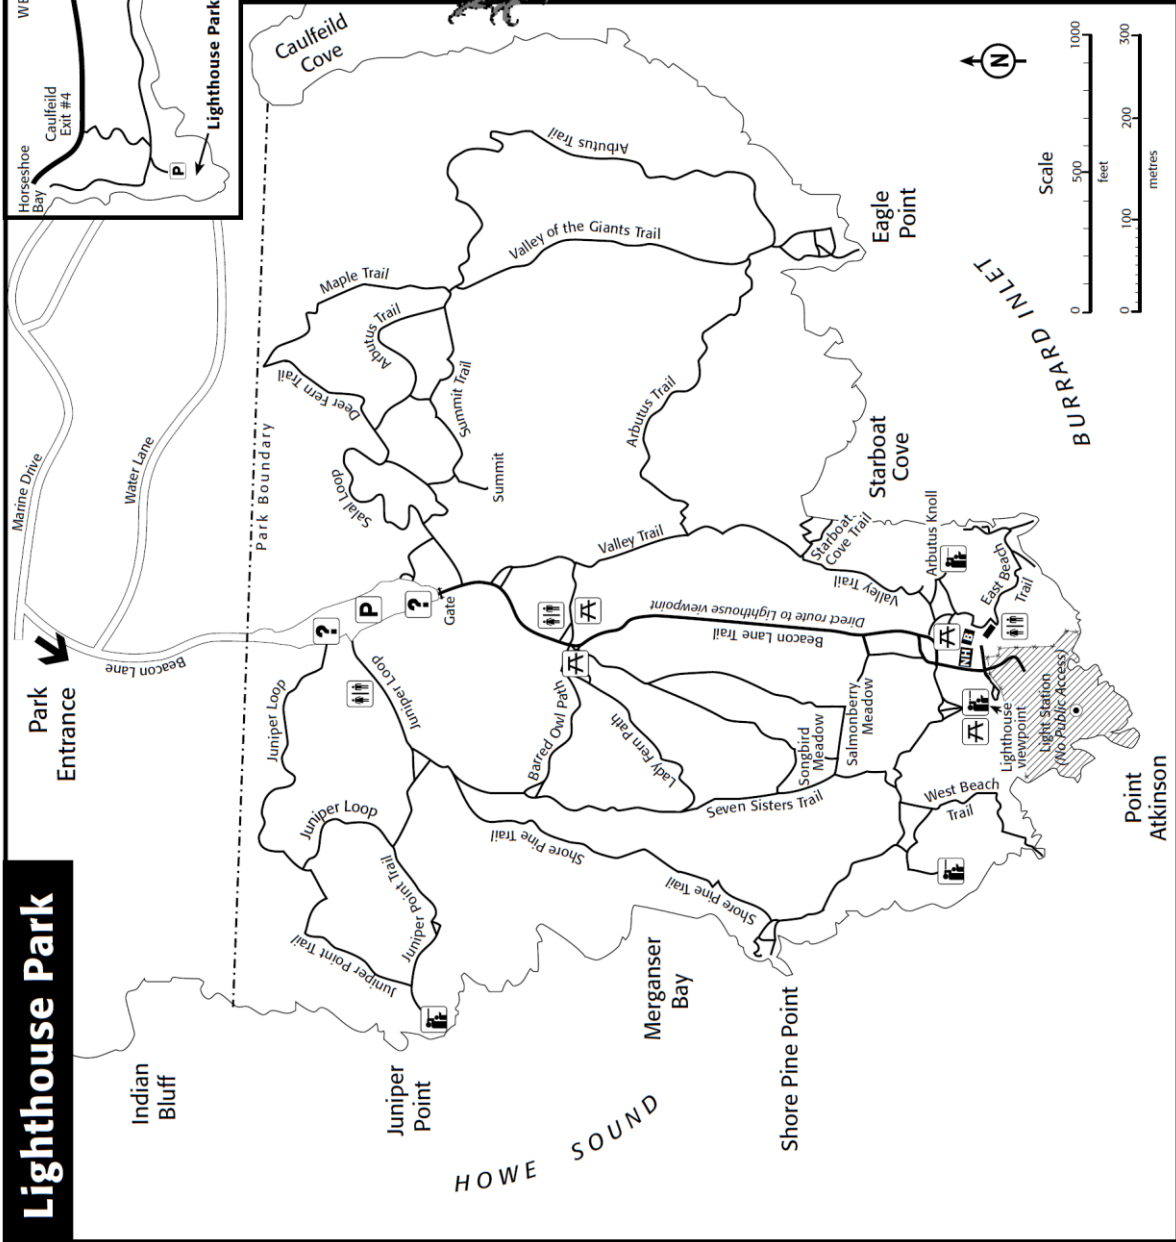 Lighthouse Park
WE
Horseshoe
Bay
Caulfeild
Exit #4
P
Lighthouse Park
Caulfeild
Cove
Marine Drive
Water Lane
Park Boundary
Park
Entrance
Beacon Lane
?
P
?
Gate
Indian
Bluff
Juniper Loop
Juniper Loop
Juniper Loop
Juniper Point Trail
Juniper Point Trail
Juniper Point Trail
Juniper
Point
Maple Trail
Deer Fern Trail
Arbutus Trail
Salal Loop
Summit Trail
Summit
Arbutus Trail
Valley of the Giants Trail
Arbutus Trail
Eagle
Point
Valley Trail
Barred Owl Path
Lady Fern Path
Shore Pine Trail
Shore Pine Trail
Seven Sisters Trail
Beacon Lane Trail
Direct route to Lighthouse viewpoint
Valley Trail
Songbird
Meadow
Salmonberry
Meadow
Starboat
Cove Trail
Starboat
Cove
Arbutus Knoll
East Beach
Trail
NH
B
West Beach
Trail
Lighthouse
viewpoint
Light Station
(No Public Access)
Merganser
Bay
Shore Pine Point
Point
Atkinson
HOWE SOUND
BURRARD INLET
N
Scale
0 500 1000
feet
0 100 200 300
metres